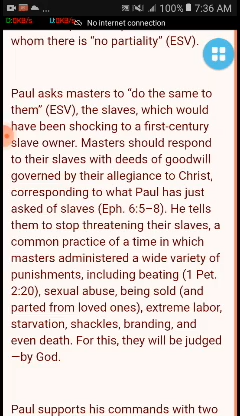 100% 7:36 AM
0:0KB/s U:0KB/s No internet connection
whom there is “no partiality” (ESV).
Paul asks masters to “do the same to
them” (ESV), the slaves, which would
have been shocking to a first-century
slave owner. Masters should respond
to their slaves with deeds of goodwill
governed by their allegiance to Christ,
corresponding to what Paul has just
asked of slaves (Eph. 6:5–8). He tells
them to stop threatening their slaves, a
common practice of a time in which
masters administered a wide variety of
punishments, including beating (1 Pet.
2:20), sexual abuse, being sold (and
parted from loved ones), extreme labor,
starvation, shackles, branding, and
even death. For this, they will be judged
—by God.
Paul supports his commands with two